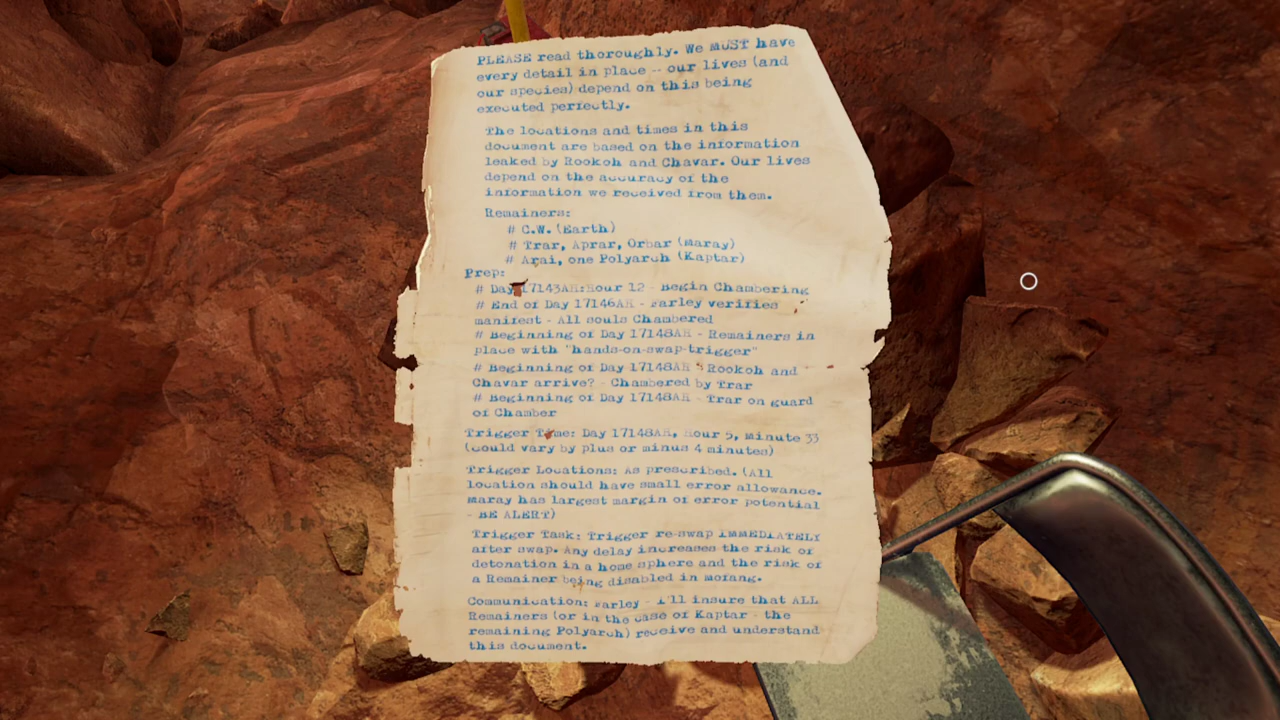 PLEASE read thoroughly. We MUST have
every detail in place -- our lives (and
our species) depend on this being
executed perfectly.
The locations and times in this
document are based on the information
leaked by Rookoh and Chavar. Our lives
depend on the accuracy of the
information we received from them.
Remainers:
# C.W. (Earth)
# Trar, Aprar, Orbar (Maray)
# Arai, one Polyarch (Kaptar)
Prep:
# Day 17143AH:Hour 12 - Begin Chambering
# End of Day 17146AH - Farley verifies
manifest - All souls Chambered
# Beginning of Day 17148AH - Remainers in
place with "hands-on-swap-trigger"
# Beginning of Day 17148AH - Rookoh and
Chavar arrive? - Chambered by Trar
# Beginning of Day 17148AH - Trar on guard
of Chamber
Trigger Time: Day 17148AH, Hour 5, Minute 33
(could vary by plus or minus 4 minutes)
Trigger Locations: As prescribed. (All
location should have small error allowance.
Maray has largest margin of error potential
- BE ALERT)
Trigger Task: Trigger re-swap IMMEDIATELY
after swap. Any delay increases the risk of
detonation in a home sphere and the risk of
a Remainer being disabled in Mofang.
Communication: Farley - I'll insure that ALL
Remainers (or in the case of Kaptar - the
remaining Polyarch) receive and understand
this document.